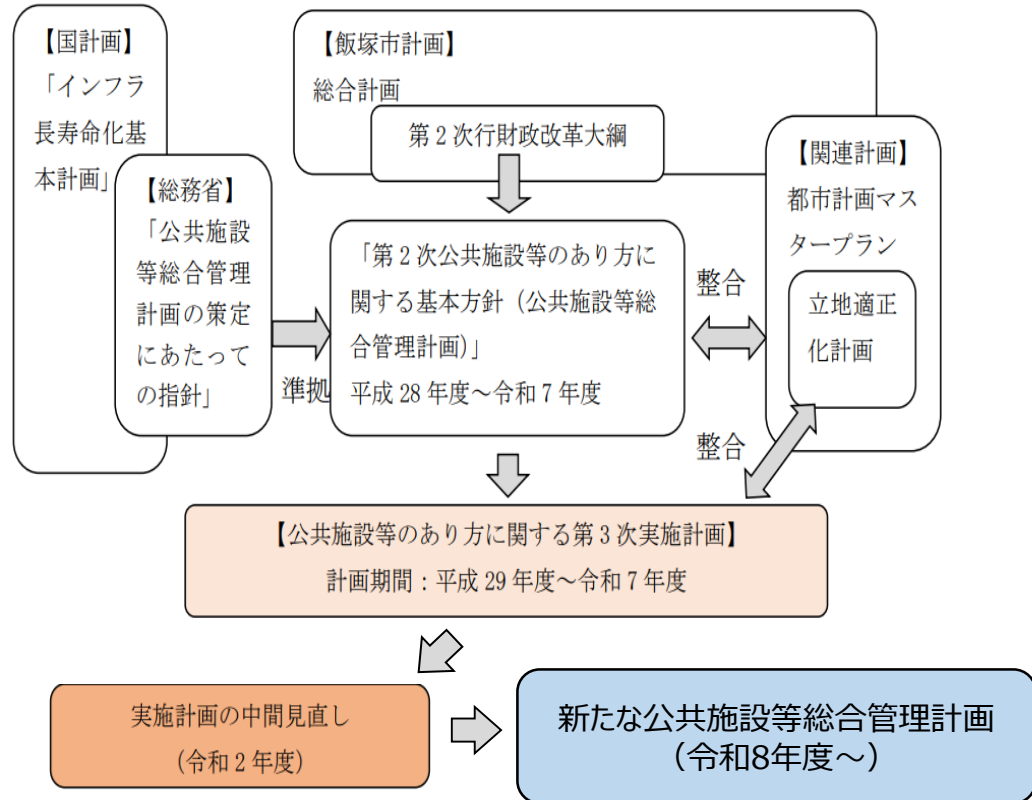 【国計画】
「インフラ
長寿命化基
本計画」
【総務省】
「公共施設
等総合管理
計画の策定
にあたって
の指針」
【飯塚市計画】
総合計画
第2次行財政改革大綱
「第2次公共施設等のあり方に
関する基本方針（公共施設等総
合管理計画）」
平成28年度～令和7年度
準拠
整合
整合
【関連計画】
都市計画マス
タープラン
立地適正
化計画
【公共施設等のあり方に関する第3次実施計画】
計画期間：平成29年度～令和7年度
実施計画の中間見直し
（令和2年度）
新たな公共施設等総合管理計画
（令和8年度～）